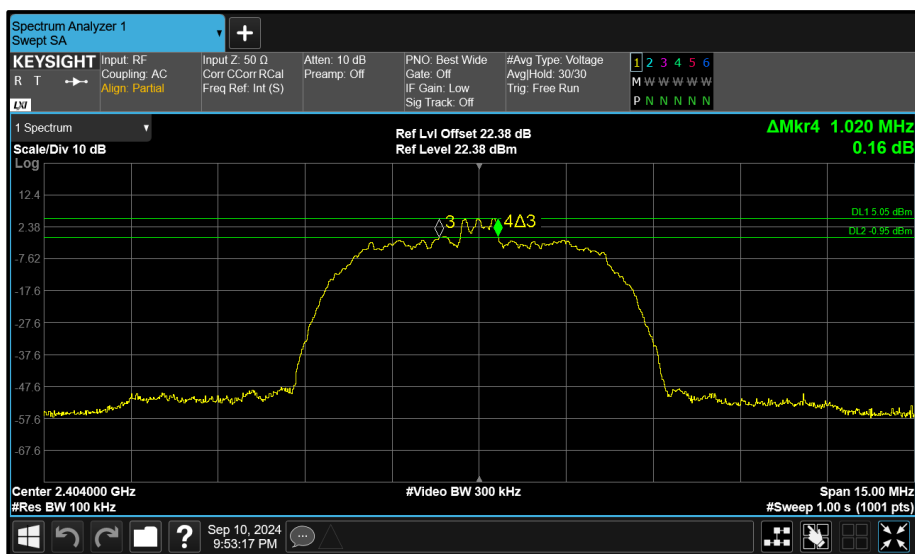 Spectrum Analyzer 1
Swept SA
KEYSIGHT
R T
LXI
Input: RF
Coupling: AC
Align: Partial
Input Z: 50 Ω
Corr CCorr RCal
Freq Ref: Int (S)
Atten: 10 dB
Preamp: Off
PNO: Best Wide
Gate: Off
IF Gain: Low
Sig Track: Off
#Avg Type: Voltage
Avg|Hold: 30/30
Trig: Free Run
1 2 3 4 5 6
M W W W W W
P N N N N N
1 Spectrum
Scale/Div 10 dB
Ref Lvl Offset 22.38 dB
Ref Level 22.38 dBm
ΔMkr4 1.020 MHz
0.16 dB
Log
12.4
2.38
-7.62
-17.6
-27.6
-37.6
-47.6
-57.6
-67.6
3
4Δ3
DL1 5.05 dBm
DL2 -0.95 dBm
Center 2.404000 GHz
#Res BW 100 kHz
#Video BW 300 kHz
Span 15.00 MHz
#Sweep 1.00 s (1001 pts)
Sep 10, 2024
9:53:17 PM